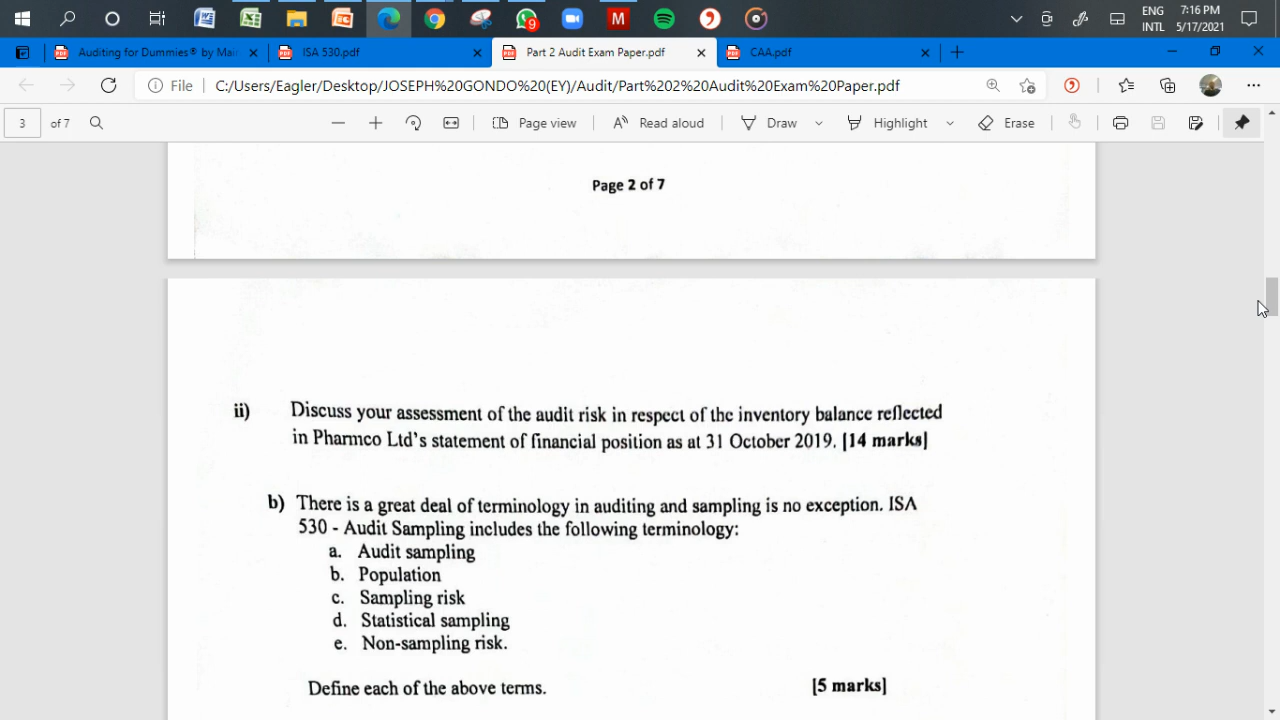 ENG 7:16 PM
INTL 5/17/2021
9
Auditing for Dummies® by Mair
ISA 530.pdf
Part 2 Audit Exam Paper.pdf
CAA.pdf
File C:/Users/Eagler/Desktop/JOSEPH%20GONDO%20(EY)/Audit/Part%202%20Audit%20Exam%20Paper.pdf
3 of 7 Page view Read aloud Draw Highlight Erase
Page 2 of 7
ii) Discuss your assessment of the audit risk in respect of the inventory balance reflected
in Pharmco Ltd's statement of financial position as at 31 October 2019. [14 marks]
b) There is a great deal of terminology in auditing and sampling is no exception. ISA
530 - Audit Sampling includes the following terminology:
a. Audit sampling
b. Population
c. Sampling risk
d. Statistical sampling
e. Non-sampling risk.
Define each of the above terms. [5 marks]